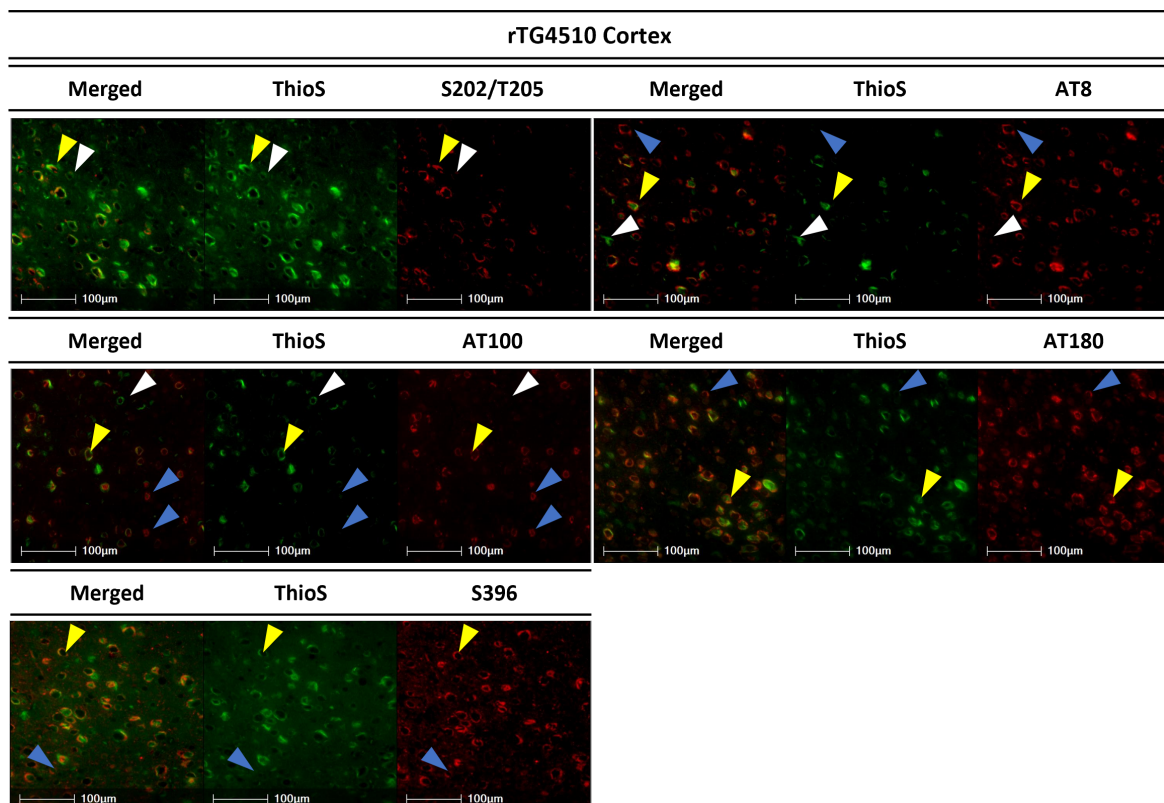 rTG4510 Cortex
Merged ThioS S202/T205 Merged ThioS AT8
100µm 100µm 100µm 100µm 100µm 100µm
Merged ThioS AT100 Merged ThioS AT180
100µm 100µm 100µm 100µm 100µm 100µm
Merged ThioS S396
100µm 100µm 100µm